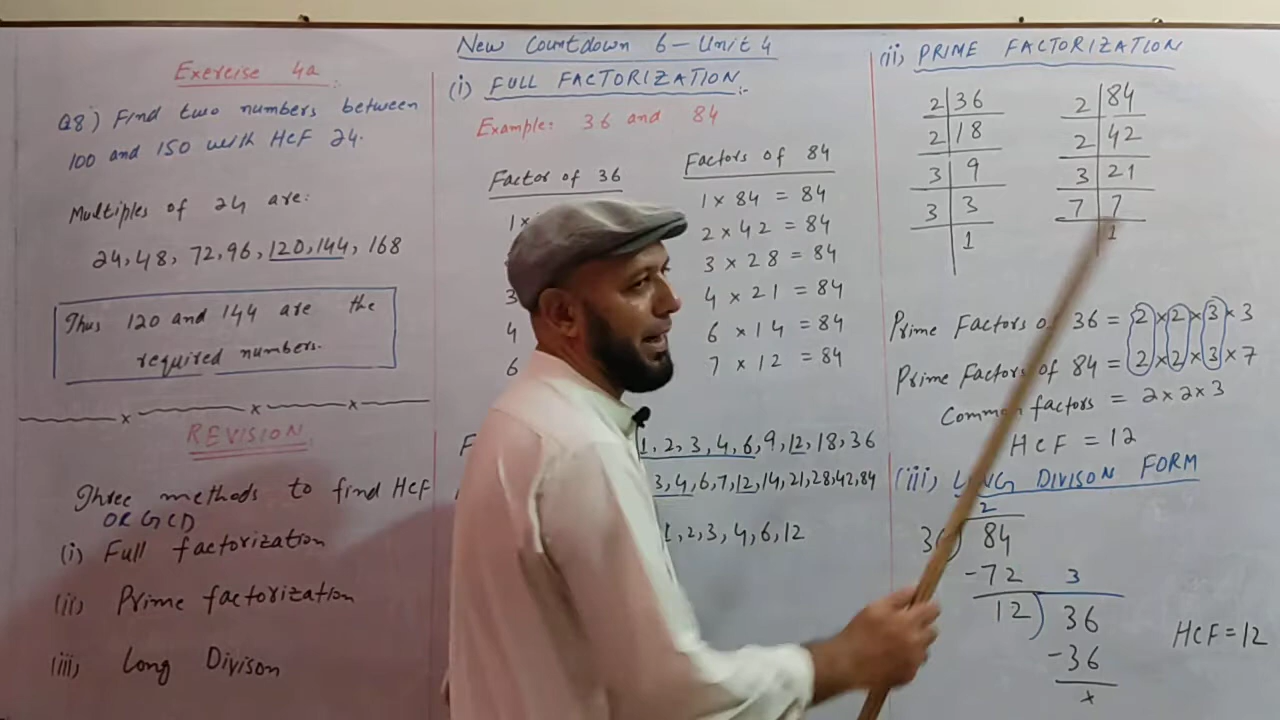 New Countdown 6 - Unit 4
Exercise 4a:
Q8) Find two numbers between
100 and 150 with HcF 24.
Multiples of 24 are:
24, 48, 72, 96, 120, 144, 168
Thus 120 and 144 are the
required numbers.
REVISION
Three methods to find HcF
OR GCD
(i) Full factorization
(ii) Prime factorization
(iii) Long Divison
(i) FULL FACTORIZATION:-
Example: 36 and 84
Factor of 36
1 ×
3
4
6
Factors of 84
1 × 84 = 84
2 × 42 = 84
3 × 28 = 84
4 × 21 = 84
6 × 14 = 84
7 × 12 = 84
F
1, 2, 3, 4, 6, 9, 12, 18, 36
3, 4, 6, 7, 12, 14, 21, 28, 42, 84
1, 2, 3, 4, 6, 12
(ii) PRIME FACTORIZATION
2 | 36
2 | 18
3 | 9
3 | 3
1
2 | 84
2 | 42
3 | 21
7 | 7
1
Prime Factors of 36 = 2 × 2 × 3 × 3
Prime Factors of 84 = 2 × 2 × 3 × 7
Common factors = 2 × 2 × 3
HcF = 12
(iii) LONG DIVISON FORM
2
36) 84
-72 3
12) 36
-36
×
HcF = 12